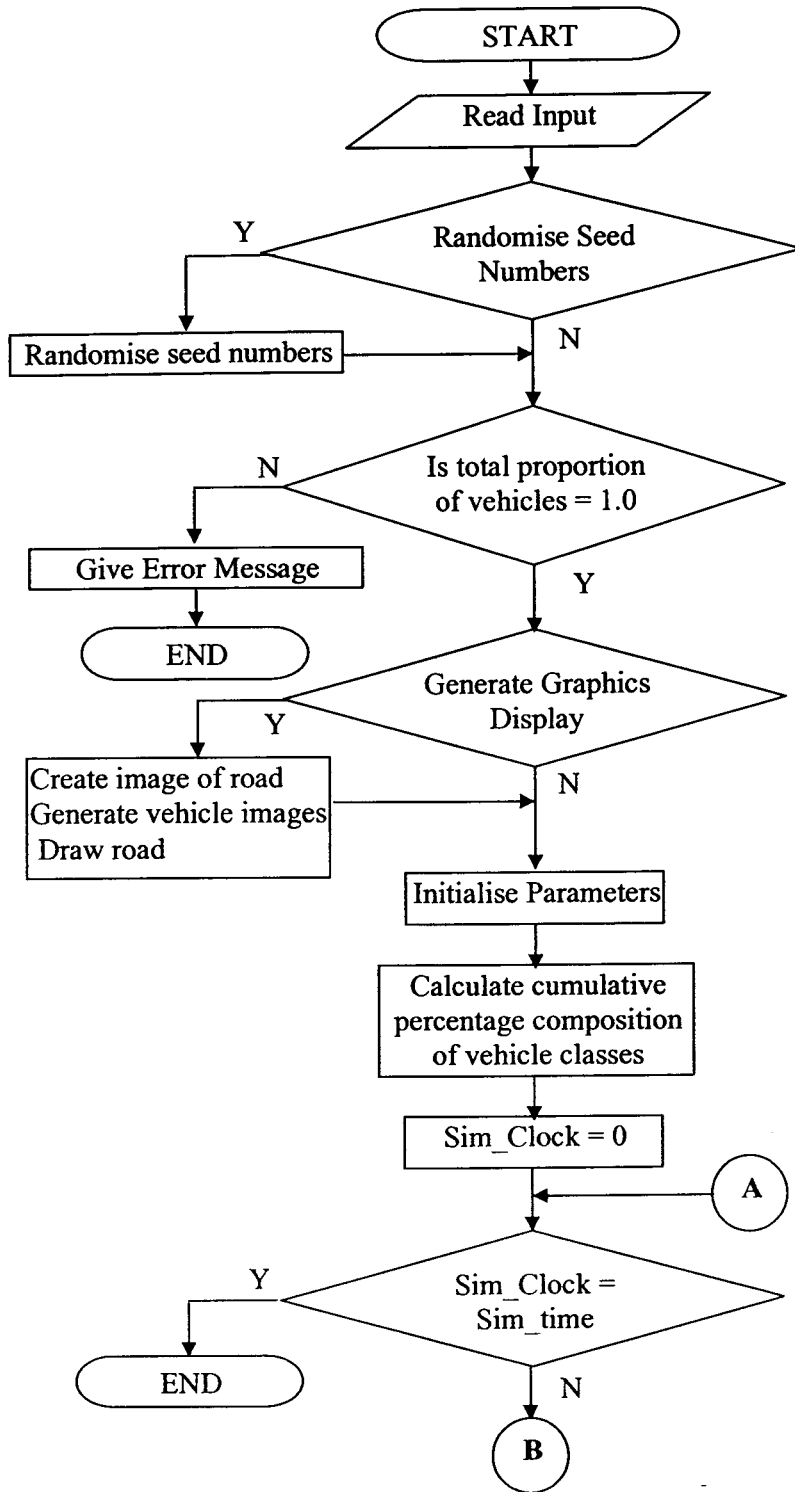 START
Read Input
Y
Randomise Seed
Numbers
Randomise seed numbers
N
N
Is total proportion
of vehicles = 1.0
Give Error Message
Y
END
Generate Graphics
Display
Y
Create image of road
Generate vehicle images
Draw road
N
Initialise Parameters
Calculate cumulative
percentage composition
of vehicle classes
Sim_Clock = 0
A
Y
Sim_Clock =
Sim_time
END
N
B